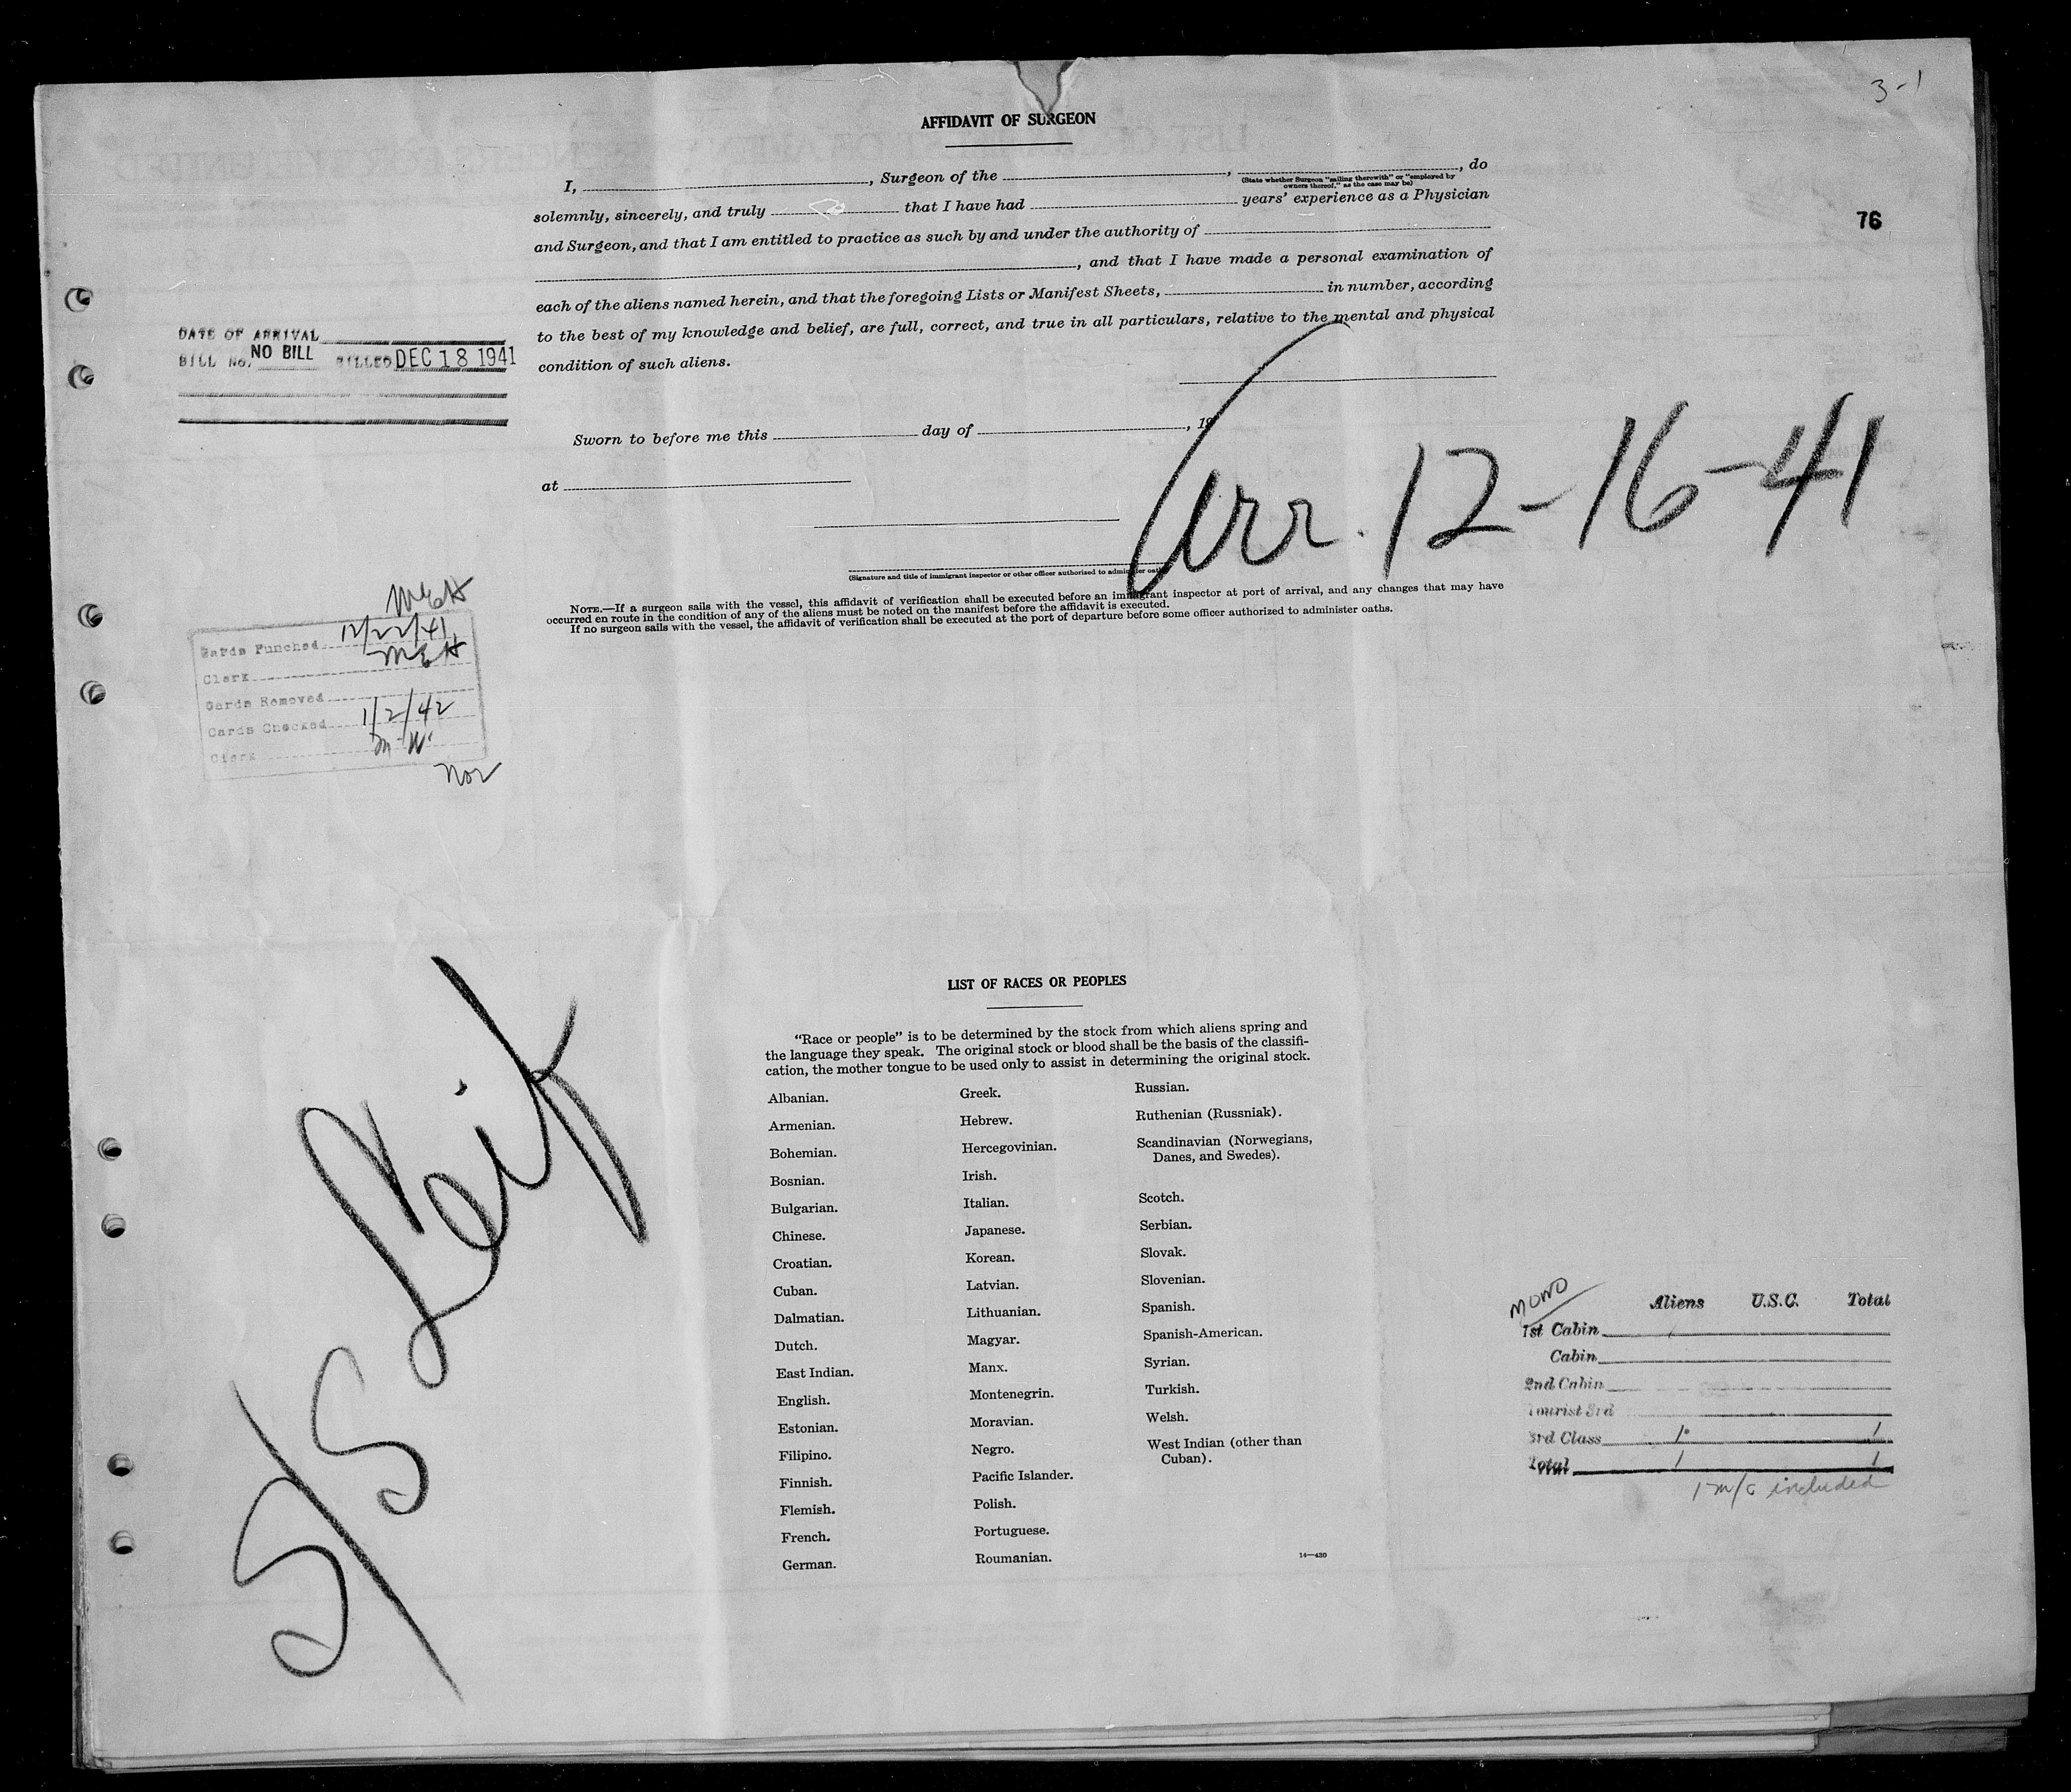 3-1
AFFIDAVIT OF SURGEON
I, , Surgeon of the , , do
(State whether Surgeon "sailing therewith" or "employed by
owners thereof," as the case may be)
solemnly, sincerely, and truly that I have had years' experience as a Physician
76
and Surgeon, and that I am entitled to practice as such by and under the authority of
, and that I have made a personal examination of
each of the aliens named herein, and that the foregoing Lists or Manifest Sheets, in number, according
to the best of my knowledge and belief, are full, correct, and true in all particulars, relative to the mental and physical
condition of such aliens.
DATE OF ARRIVAL
BILL No. NO BILL BILLED DEC 18 1941
Sworn to before me this day of , 19
at
Arr. 12-16-41
(Signature and title of immigrant inspector or other officer authorized to administer oath)
NOTE.—If a surgeon sails with the vessel, this affidavit of verification shall be executed before an immigrant inspector at port of arrival, and any changes that may have
occurred en route in the condition of any of the aliens must be noted on the manifest before the affidavit is executed.
If no surgeon sails with the vessel, the affidavit of verification shall be executed at the port of departure before some officer authorized to administer oaths.
MEH
Cards Punched 12/22/41
Clerk MEH
Cards Removed
Cards Checked 1/2/42
Clerk M-W.
Nor
S/S Leif
LIST OF RACES OR PEOPLES
"Race or people" is to be determined by the stock from which aliens spring and
the language they speak. The original stock or blood shall be the basis of the classifi-
cation, the mother tongue to be used only to assist in determining the original stock.
Albanian.
Armenian.
Bohemian.
Bosnian.
Bulgarian.
Chinese.
Croatian.
Cuban.
Dalmatian.
Dutch.
East Indian.
English.
Estonian.
Filipino.
Finnish.
Flemish.
French.
German.
Greek.
Hebrew.
Hercegovinian.
Irish.
Italian.
Japanese.
Korean.
Latvian.
Lithuanian.
Magyar.
Manx.
Montenegrin.
Moravian.
Negro.
Pacific Islander.
Polish.
Portuguese.
Roumanian.
Russian.
Ruthenian (Russniak).
Scandinavian (Norwegians,
Danes, and Swedes).
Scotch.
Serbian.
Slovak.
Slovenian.
Spanish.
Spanish-American.
Syrian.
Turkish.
Welsh.
West Indian (other than
Cuban).
14—430
MOWO
Aliens U.S.C. Total
1st Cabin
Cabin
2nd Cabin
Tourist 3rd
3rd Class 1 1
Total 1 1
1 m/c included